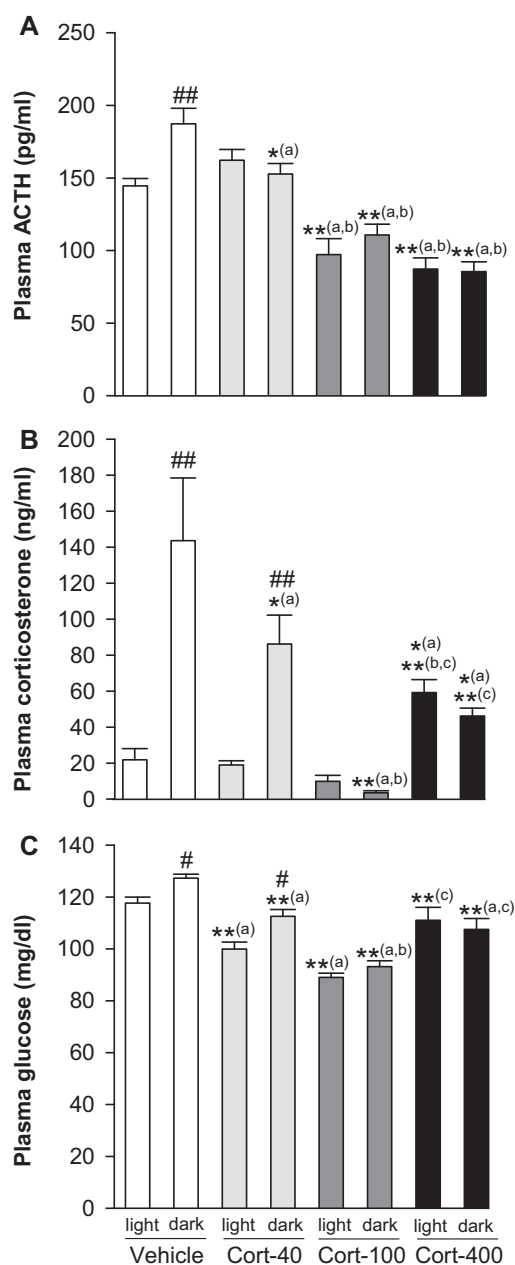 A
Plasma ACTH (pg/ml)
250
200
150
100
50
0
##
*(a)
**(a,b)
**(a,b)
**(a,b)
**(a,b)
B
Plasma corticosterone (ng/ml)
200
180
160
140
120
100
80
60
40
20
0
##
##
*(a)
**(a,b)
*(a)
**(b,c)
*(a)
**(c)
C
Plasma glucose (mg/dl)
140
120
100
80
60
40
20
0
#
**(a)
#
**(a)
**(a)
**(a,b)
**(c)
**(a,c)
light dark light dark light dark light dark
Vehicle Cort-40 Cort-100 Cort-400